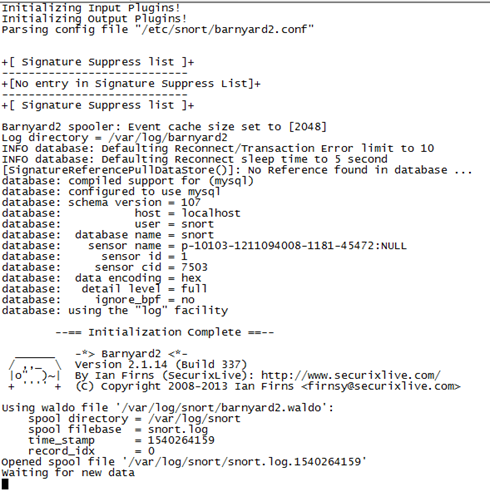 Initializing Input Plugins!
Initializing Output Plugins!
Parsing config file "/etc/snort/barnyard2.conf"
+[ Signature Suppress list ]+
----------------------------
+[No entry in Signature Suppress List]+
----------------------------
+[ Signature Suppress list ]+
Barnyard2 spooler: Event cache size set to [2048]
Log directory = /var/log/barnyard2
INFO database: Defaulting Reconnect/Transaction Error limit to 10
INFO database: Defaulting Reconnect sleep time to 5 second
[SignatureReferencePullDataStore()]: No Reference found in database ...
database: compiled support for (mysql)
database: configured to use mysql
database: schema version = 107
database:           host = localhost
database:           user = snort
database:  database name = snort
database:    sensor name = p-10103-1211094008-1181-45472:NULL
database:      sensor id = 1
database:     sensor cid = 7503
database:  data encoding = hex
database:   detail level = full
database:     ignore_bpf = no
database: using the "log" facility
--== Initialization Complete ==--
  ______   -*> Barnyard2 <*-
 / ,,_  \  Version 2.1.14 (Build 337)
 |o"  )~|  By Ian Firns (SecurixLive): http://www.securixlive.com/
 + '''' +  (C) Copyright 2008-2013 Ian Firns <firnsy@securixlive.com>
Using waldo file '/var/log/snort/barnyard2.waldo':
    spool directory = /var/log/snort
    spool filebase  = snort.log
    time_stamp      = 1540264159
    record_idx      = 0
Opened spool file '/var/log/snort/snort.log.1540264159'
Waiting for new data